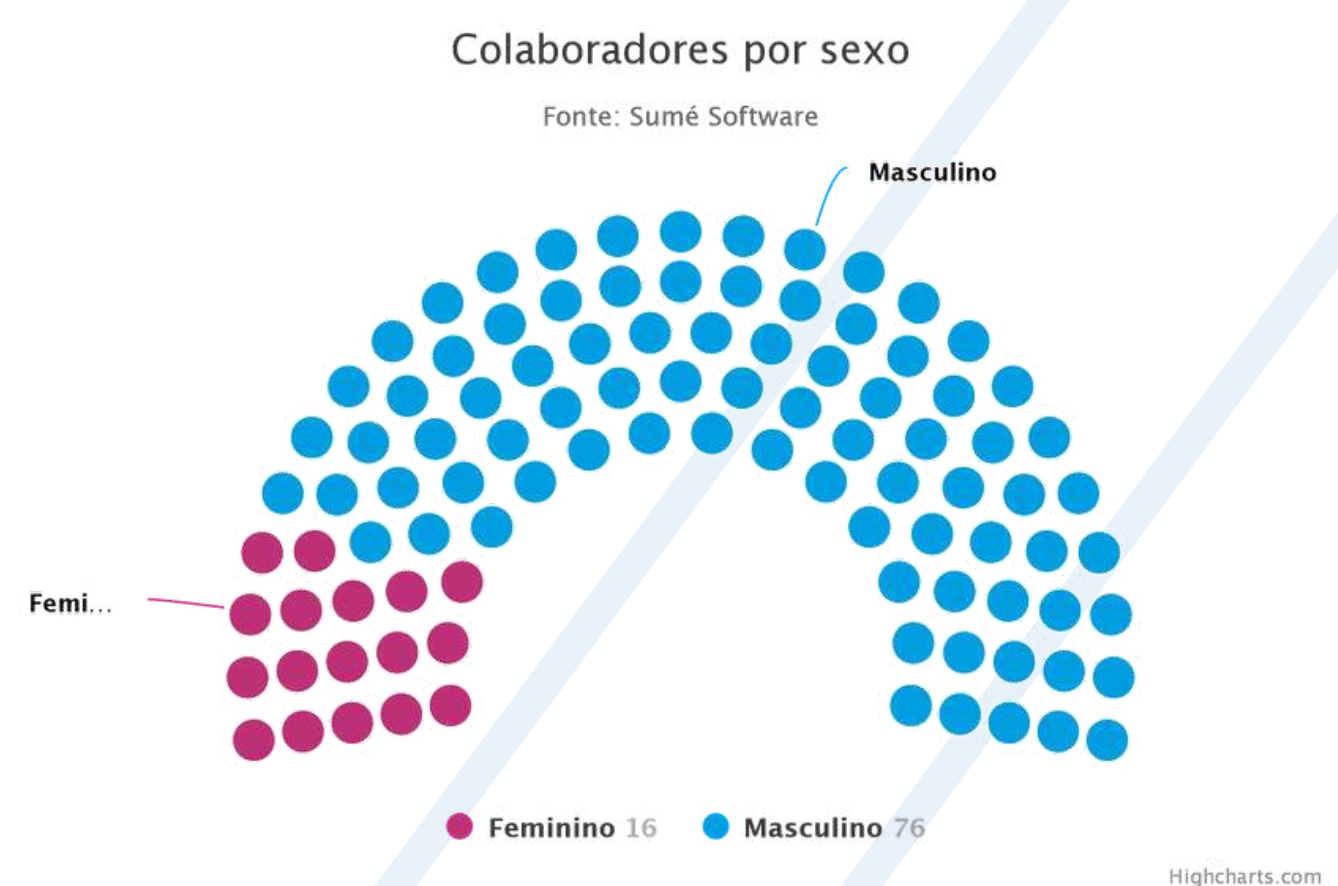 Colaboradores por sexo
Fonte: Sumé Software
Masculino
Femi...
Feminino 16 Masculino 76
Highcharts.com